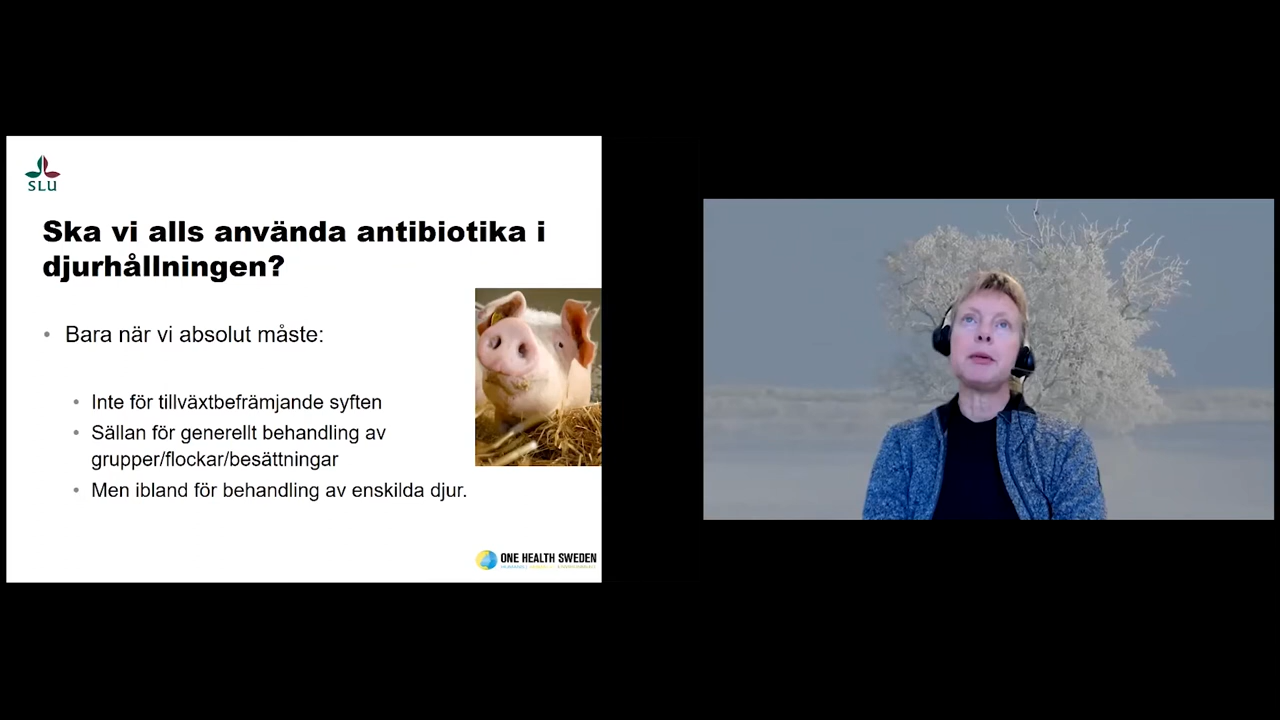 SLU
Ska vi alls använda antibiotika i
djurhållningen?
• Bara när vi absolut måste:
• Inte för tillväxtbefrämjande syften
• Sällan för generellt behandling av
grupper/flockar/besättningar
• Men ibland för behandling av enskilda djur.
ONE HEALTH SWEDEN